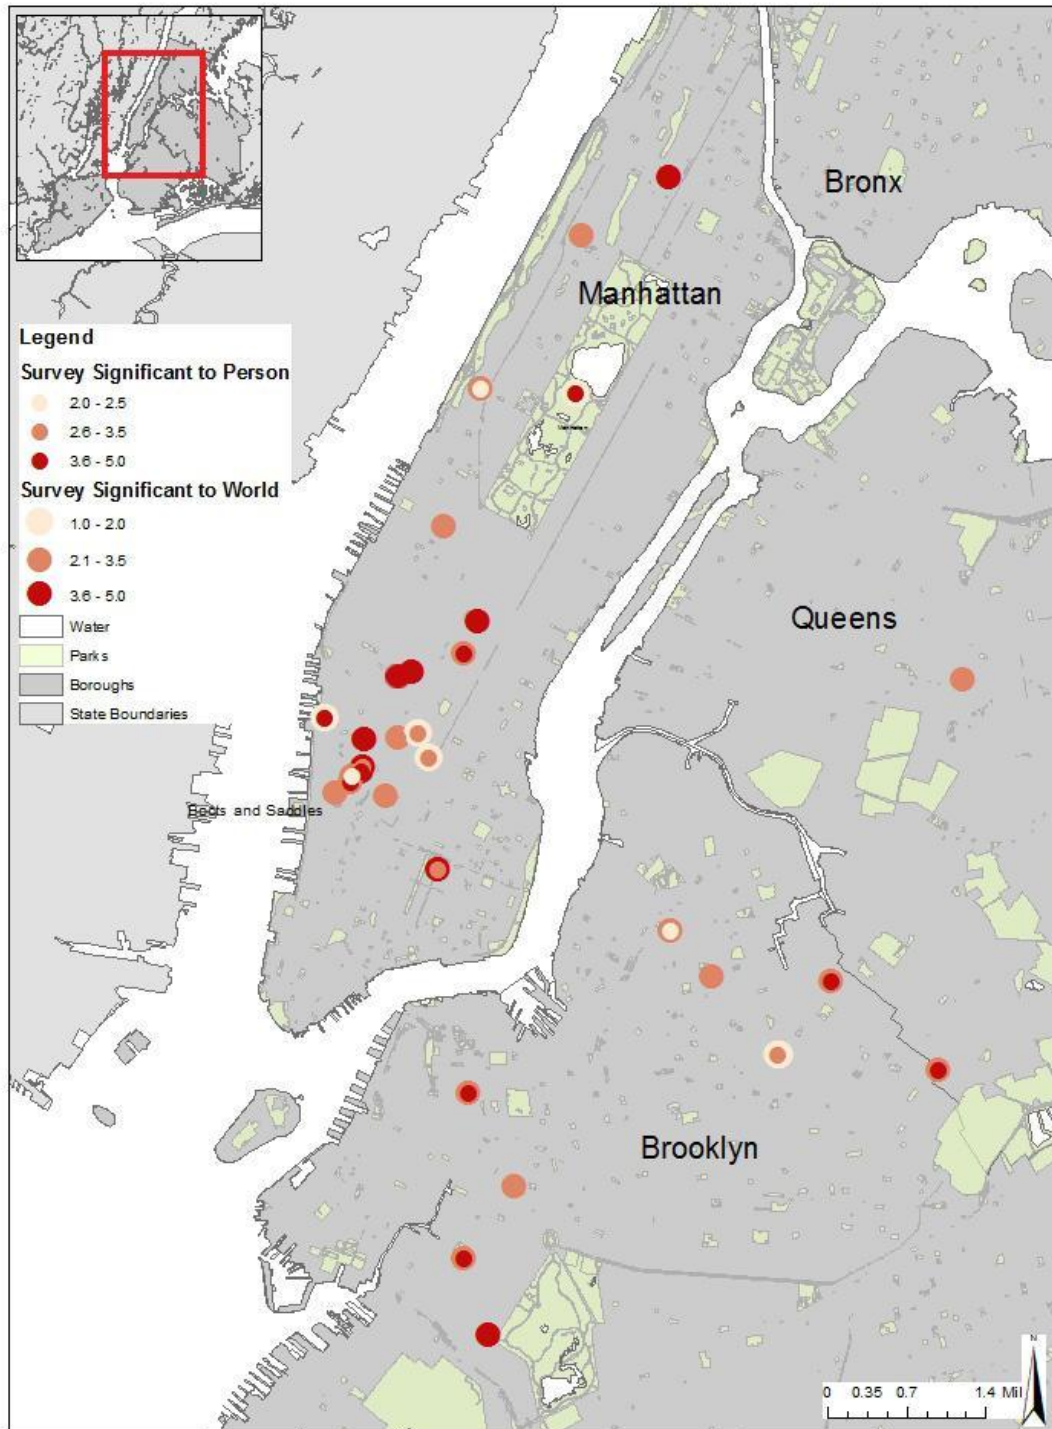 Bronx
Manhattan
Legend
Survey Significant to Person
2.0 - 2.5
2.6 - 3.5
3.6 - 5.0
Survey Significant to World
1.0 - 2.0
2.1 - 3.5
3.6 - 5.0
Water
Parks
Boroughs
State Boundaries
Queens
Boots and Saddles
Brooklyn
N
0 0.35 0.7 1.4 Mil